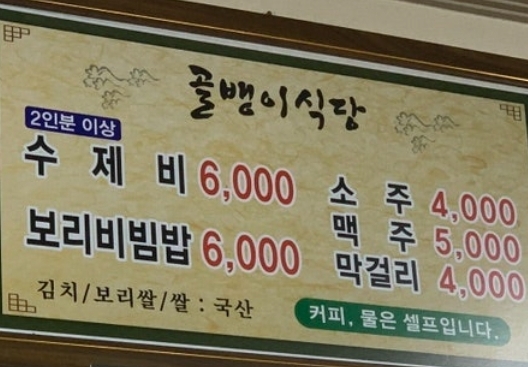 골뱅이식당
2인분 이상
수제비 6,000
보리비빔밥 6,000
소주 4,000
맥주 5,000
막걸리 4,000
김치/보리쌀/쌀 : 국산
커피, 물은 셀프입니다.